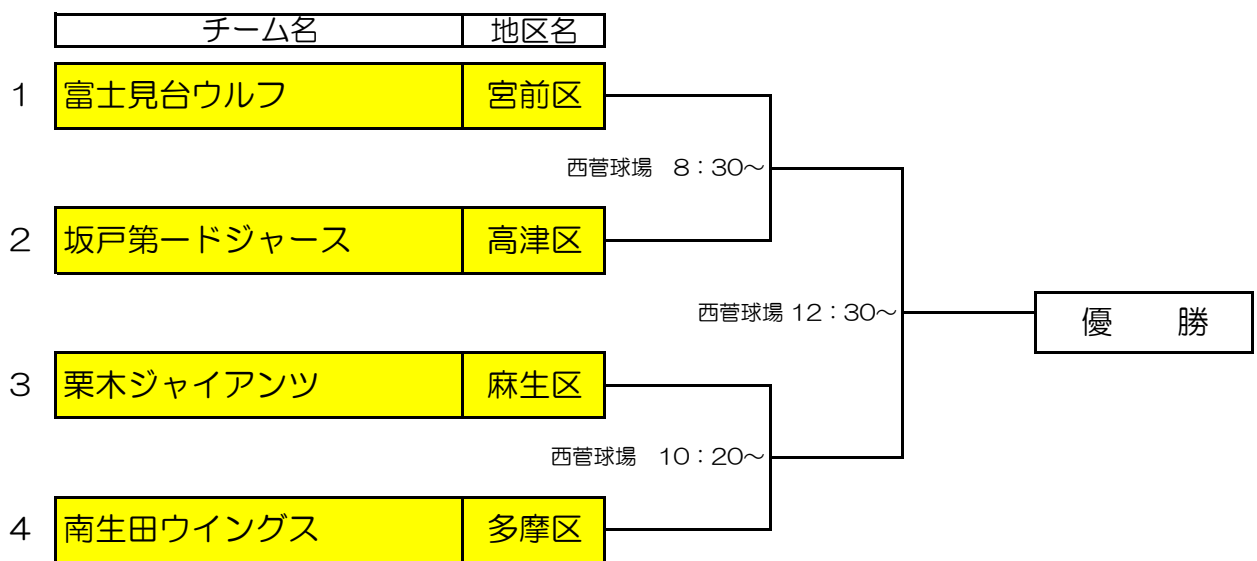 チーム名 地区名
1 富士見台ウルフ 宮前区
西菅球場 8：30～
2 坂戸第一ドジャース 高津区
西菅球場 12：30～
優 勝
3 栗木ジャイアンツ 麻生区
西菅球場 10：20～
4 南生田ウイングス 多摩区